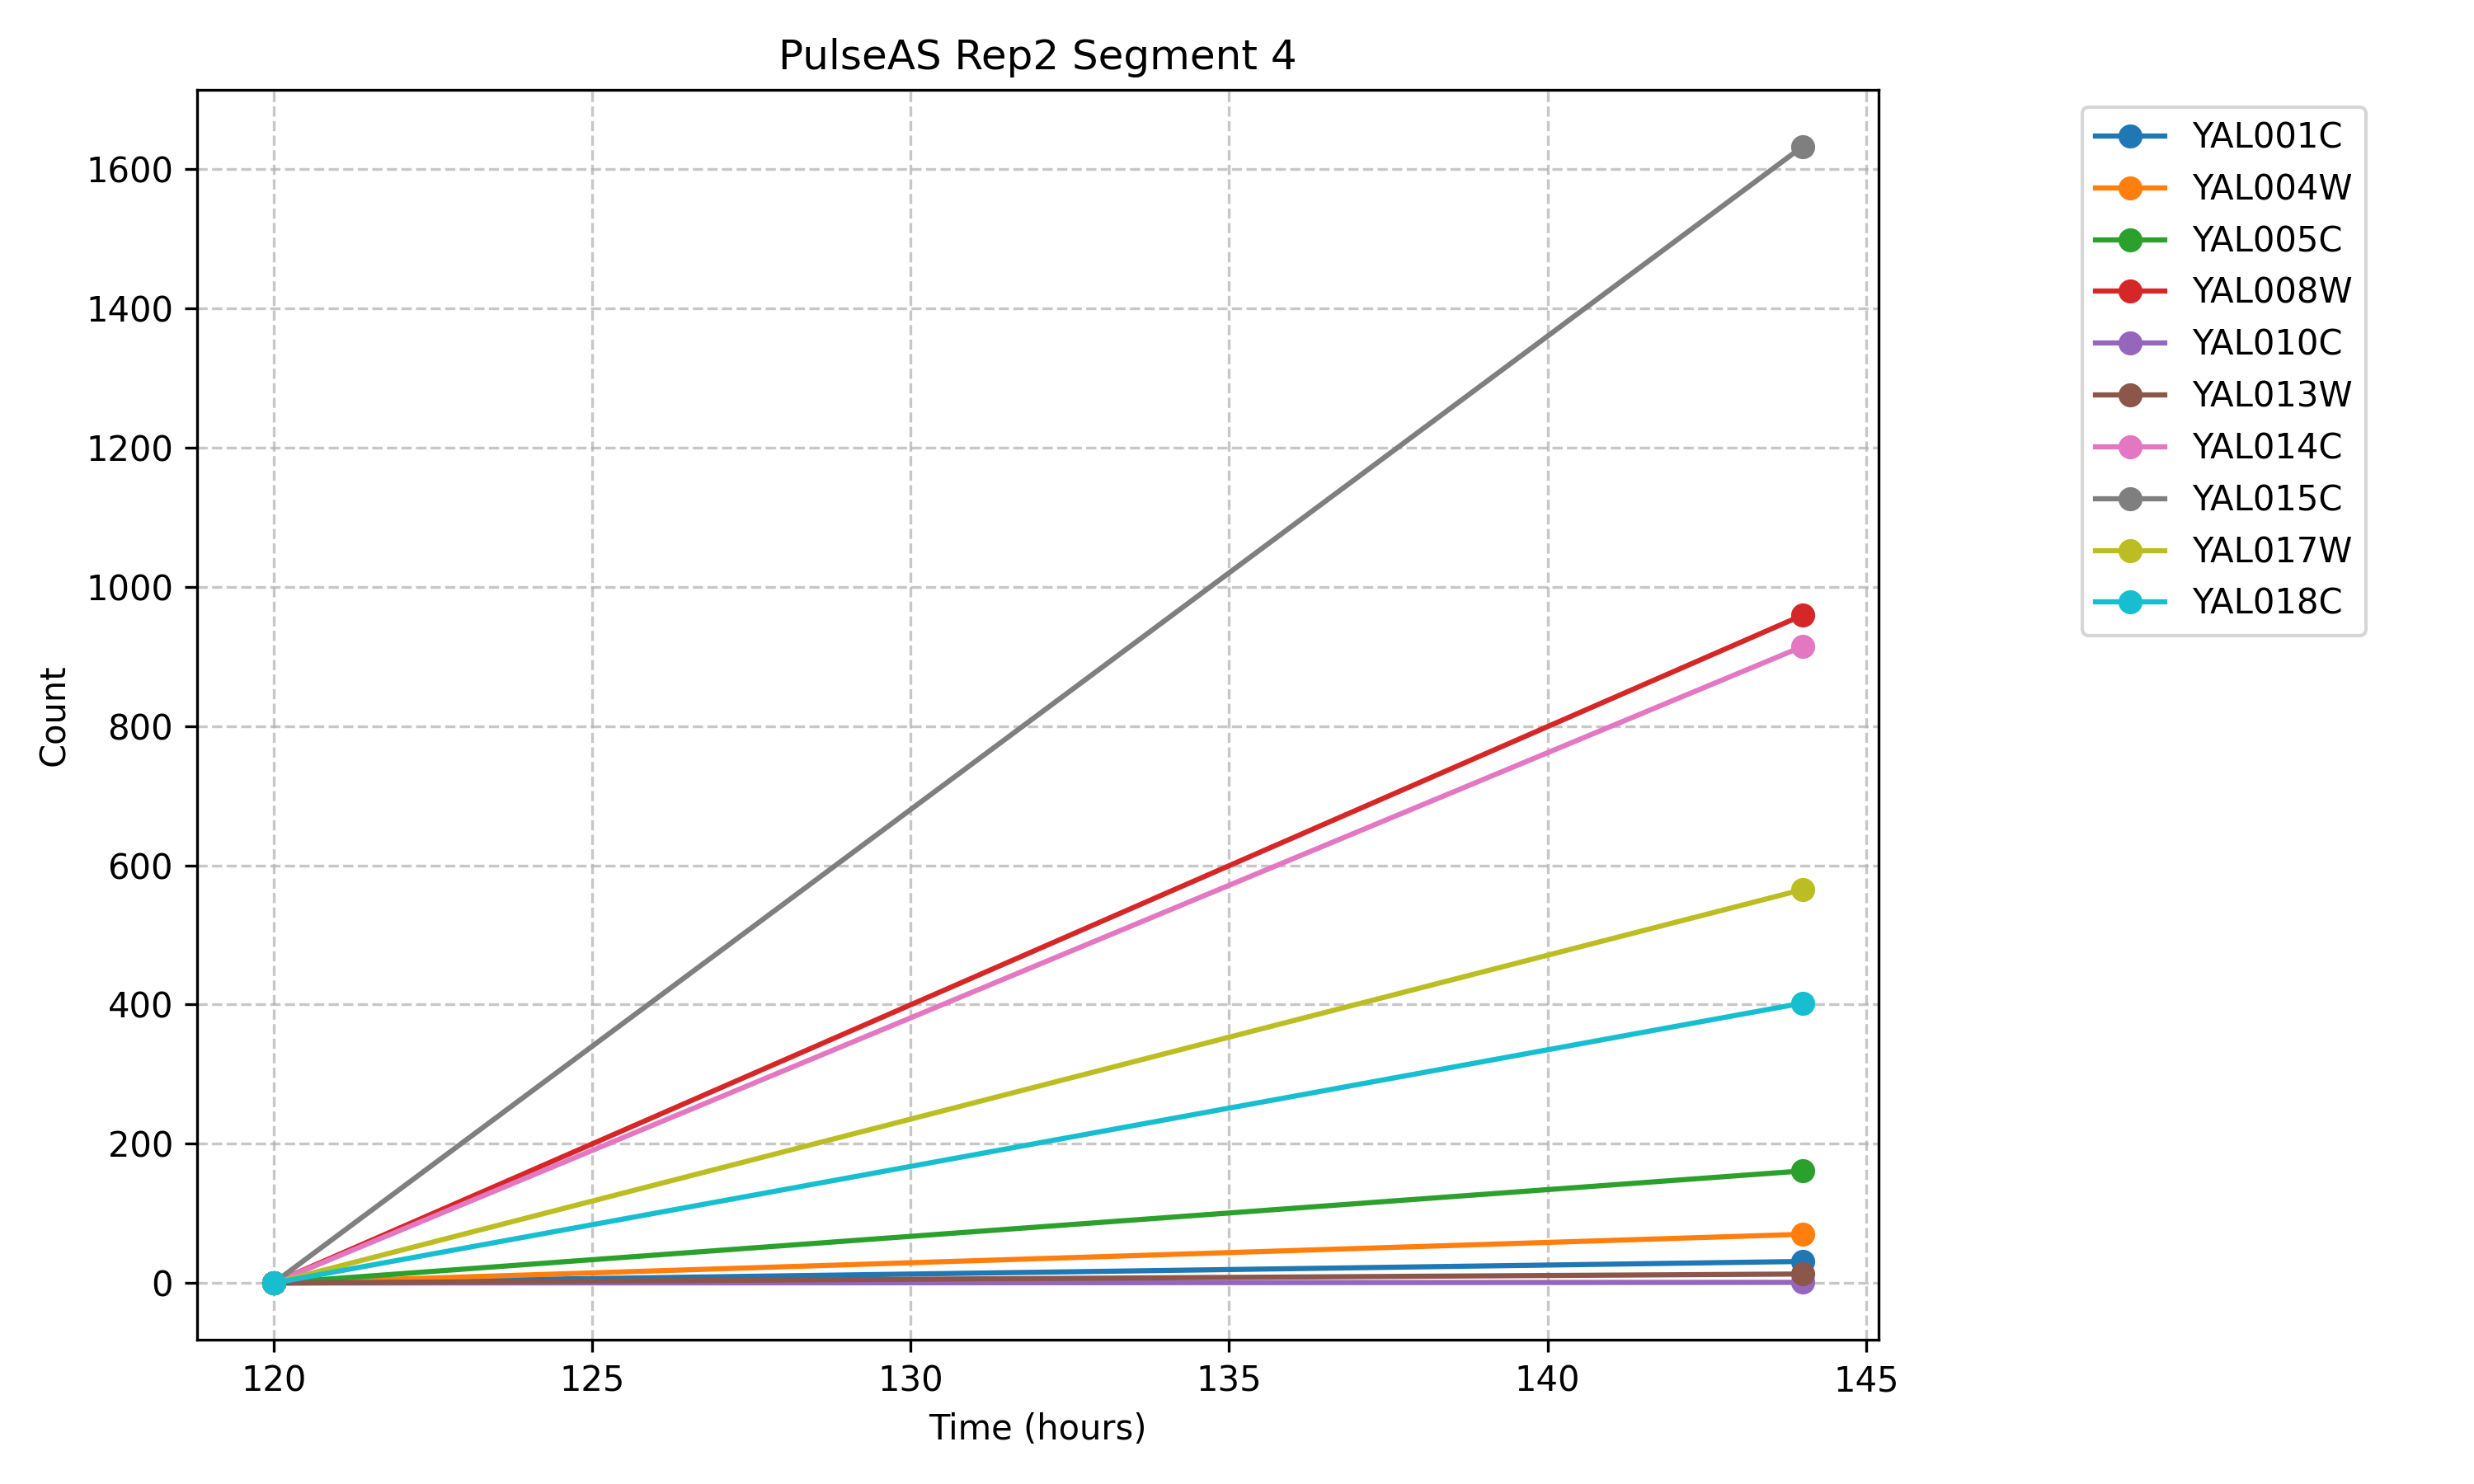 PulseAS Rep2 Segment 4
Count
1600
1400
1200
1000
800
600
400
200
0
120 125 130 135 140 145
Time (hours)
YAL001C
YAL004W
YAL005C
YAL008W
YAL010C
YAL013W
YAL014C
YAL015C
YAL017W
YAL018C